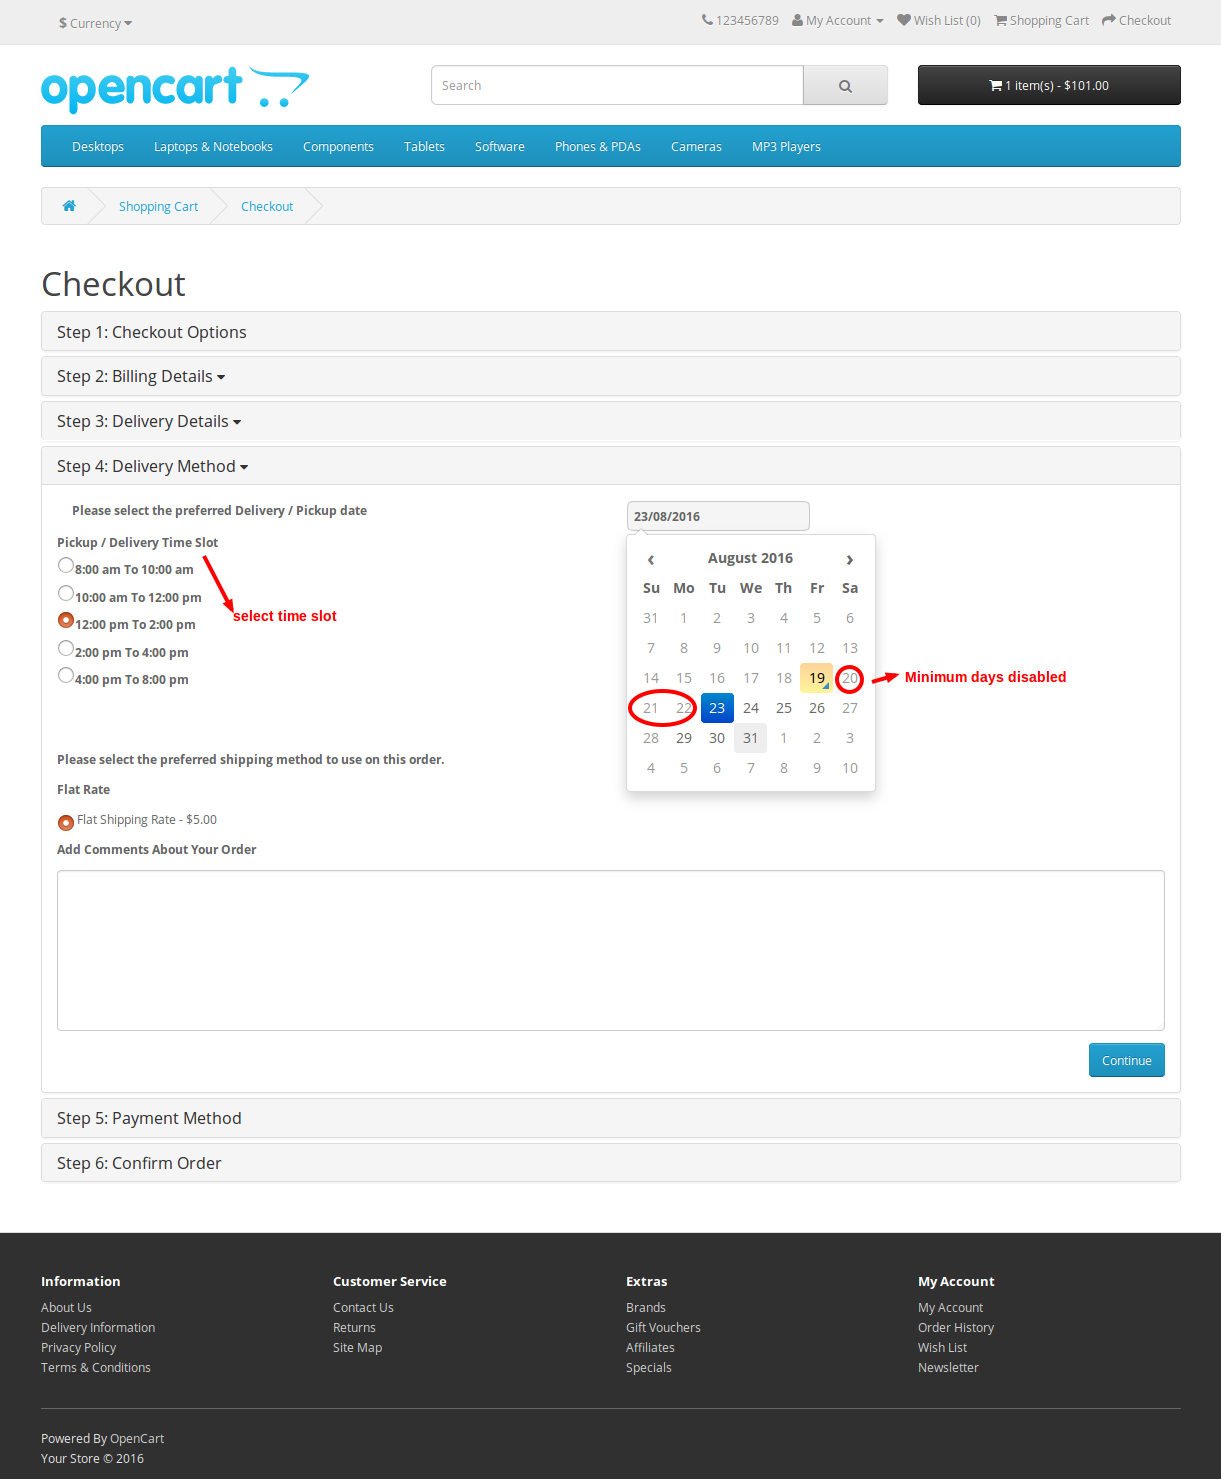 $ Currency
123456789 My Account Wish List (0) Shopping Cart Checkout
opencart
Search
1 item(s) - $101.00
Desktops Laptops & Notebooks Components Tablets Software Phones & PDAs Cameras MP3 Players
Shopping Cart Checkout
Checkout
Step 1: Checkout Options
Step 2: Billing Details
Step 3: Delivery Details
Step 4: Delivery Method
Please select the preferred Delivery / Pickup date
23/08/2016
Pickup / Delivery Time Slot
8:00 am To 10:00 am
10:00 am To 12:00 pm
12:00 pm To 2:00 pm
2:00 pm To 4:00 pm
4:00 pm To 8:00 pm
select time slot
‹ August 2016 ›
Su Mo Tu We Th Fr Sa
31 1 2 3 4 5 6
7 8 9 10 11 12 13
14 15 16 17 18 19 20
21 22 23 24 25 26 27
28 29 30 31 1 2 3
4 5 6 7 8 9 10
Minimum days disabled
Please select the preferred shipping method to use on this order.
Flat Rate
Flat Shipping Rate - $5.00
Add Comments About Your Order
Continue
Step 5: Payment Method
Step 6: Confirm Order
Information
About Us
Delivery Information
Privacy Policy
Terms & Conditions
Customer Service
Contact Us
Returns
Site Map
Extras
Brands
Gift Vouchers
Affiliates
Specials
My Account
My Account
Order History
Wish List
Newsletter
Powered By OpenCart
Your Store © 2016